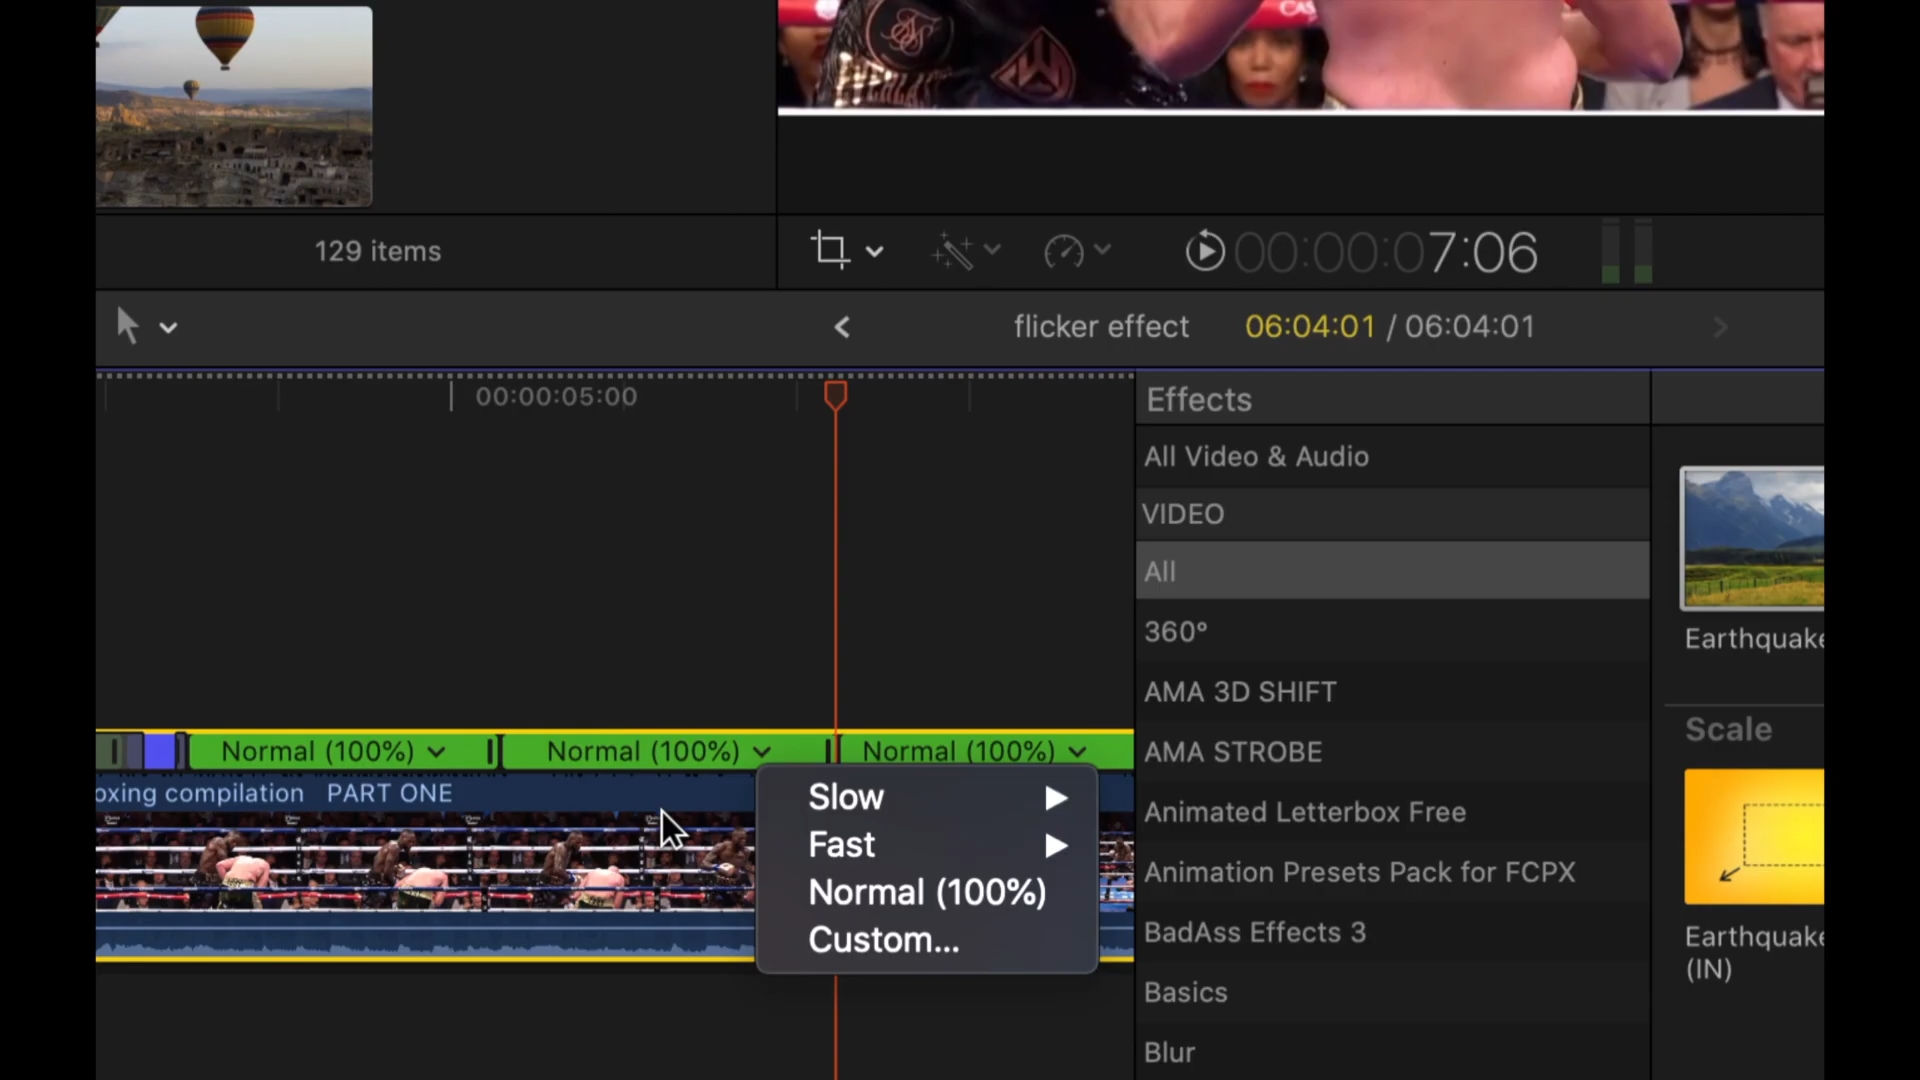 CAS
129 items
00:00:07:06
flicker effect 06:04:01 / 06:04:01
00:00:05:00
Effects
All Video & Audio
VIDEO
All
360°
AMA 3D SHIFT
AMA STROBE
Animated Letterbox Free
Animation Presets Pack for FCPX
BadAss Effects 3
Basics
Blur
Earthquake
Scale
Earthquake
(IN)
Normal (100%)
Normal (100%)
Normal (100%)
oxing compilation PART ONE
Slow
Fast
Normal (100%)
Custom...